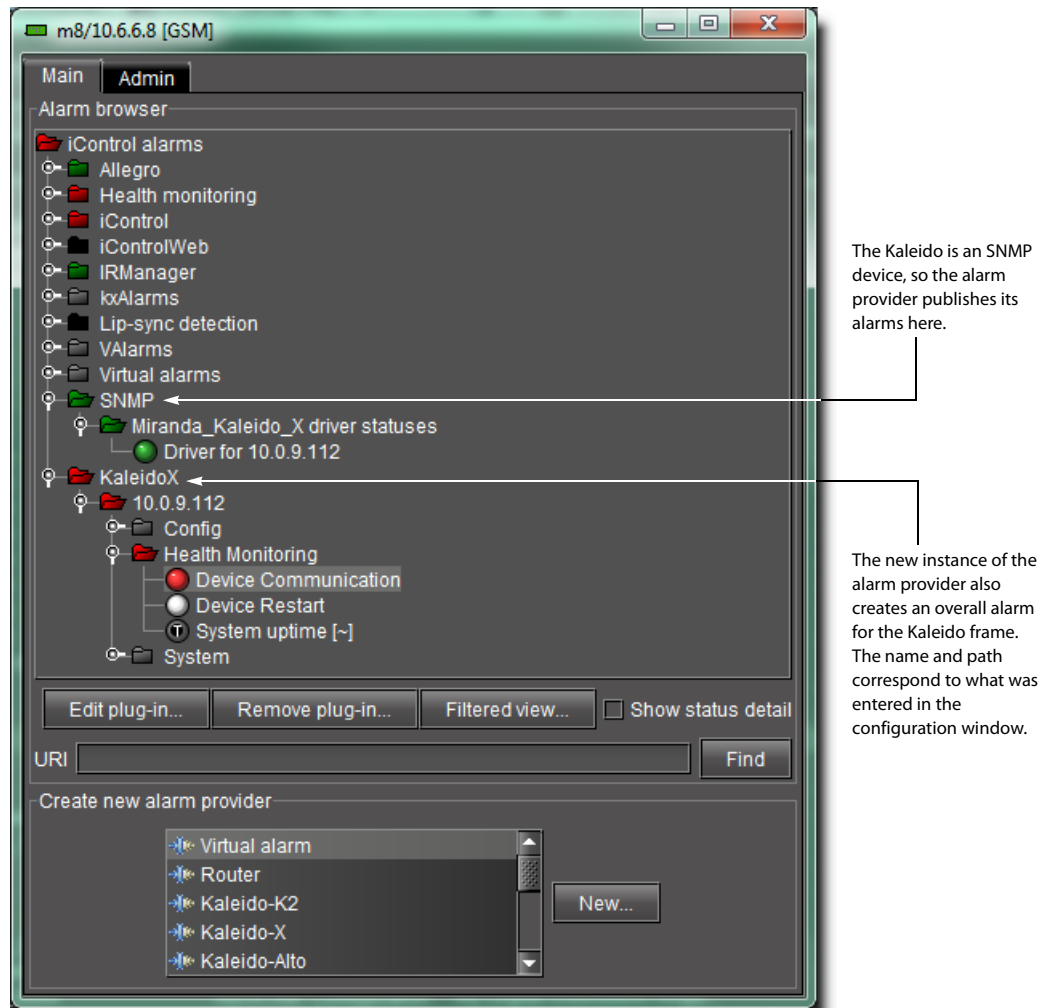 m8/10.6.6.8 [GSM]
Main
Admin
Alarm browser
iControl alarms
Allegro
Health monitoring
iControl
iControlWeb
IRManager
kxAlarms
Lip-sync detection
VAlarms
Virtual alarms
SNMP
Miranda_Kaleido_X driver statuses
Driver for 10.0.9.112
KaleidoX
10.0.9.112
Config
Health Monitoring
Device Communication
Device Restart
T System uptime [~]
System
Edit plug-in...
Remove plug-in...
Filtered view...
Show status detail
URI
Find
Create new alarm provider
Virtual alarm
Router
Kaleido-K2
Kaleido-X
Kaleido-Alto
New...
The Kaleido is an SNMP
device, so the alarm
provider publishes its
alarms here.
The new instance of the
alarm provider also
creates an overall alarm
for the Kaleido frame.
The name and path
correspond to what was
entered in the
configuration window.